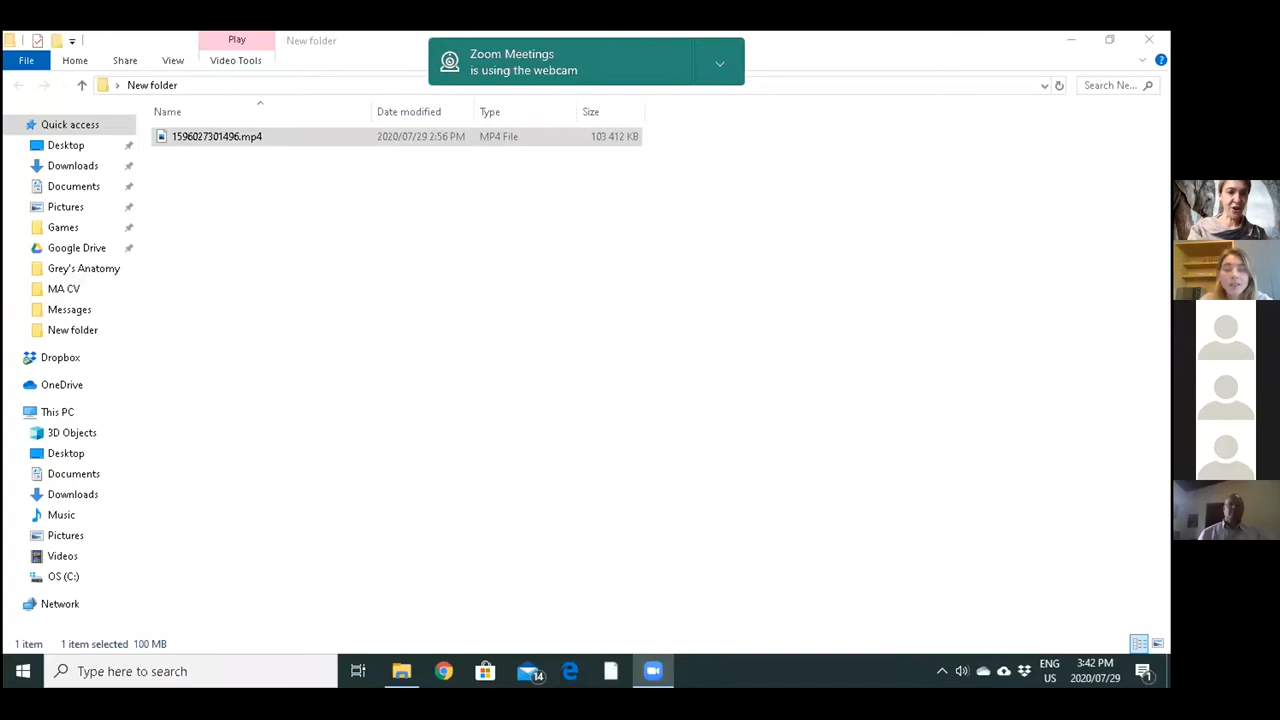 Play
New folder
File
Home
Share
View
Video Tools
Zoom Meetings
is using the webcam
New folder
Search Ne...
Name
Date modified
Type
Size
1596027301496.mp4
2020/07/29 2:56 PM
MP4 File
103 412 KB
Quick access
Desktop
Downloads
Documents
Pictures
Games
Google Drive
Grey's Anatomy
MA CV
Messages
New folder
Dropbox
OneDrive
This PC
3D Objects
Desktop
Documents
Downloads
Music
Pictures
Videos
OS (C:)
Network
1 item
1 item selected 100 MB
Type here to search
14
ENG
US
3:42 PM
2020/07/29
1